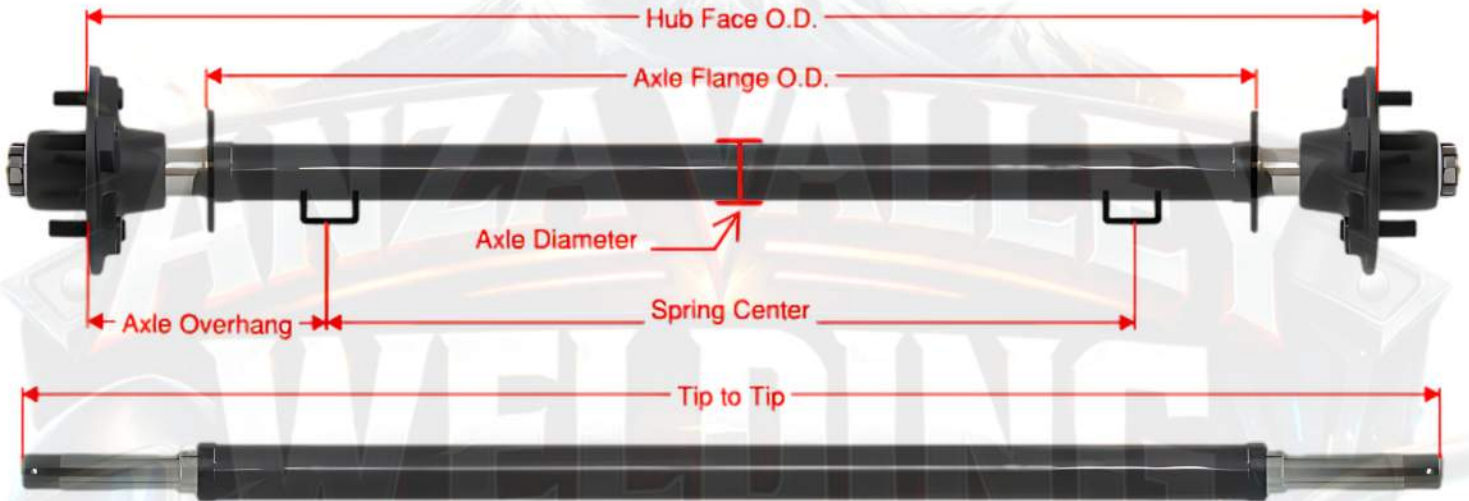 Hub Face O.D.
Axle Flange O.D.
ANZA VALLEY
Axle Diameter
Spring Center
Axle Overhang
WELDING
Tip to Tip